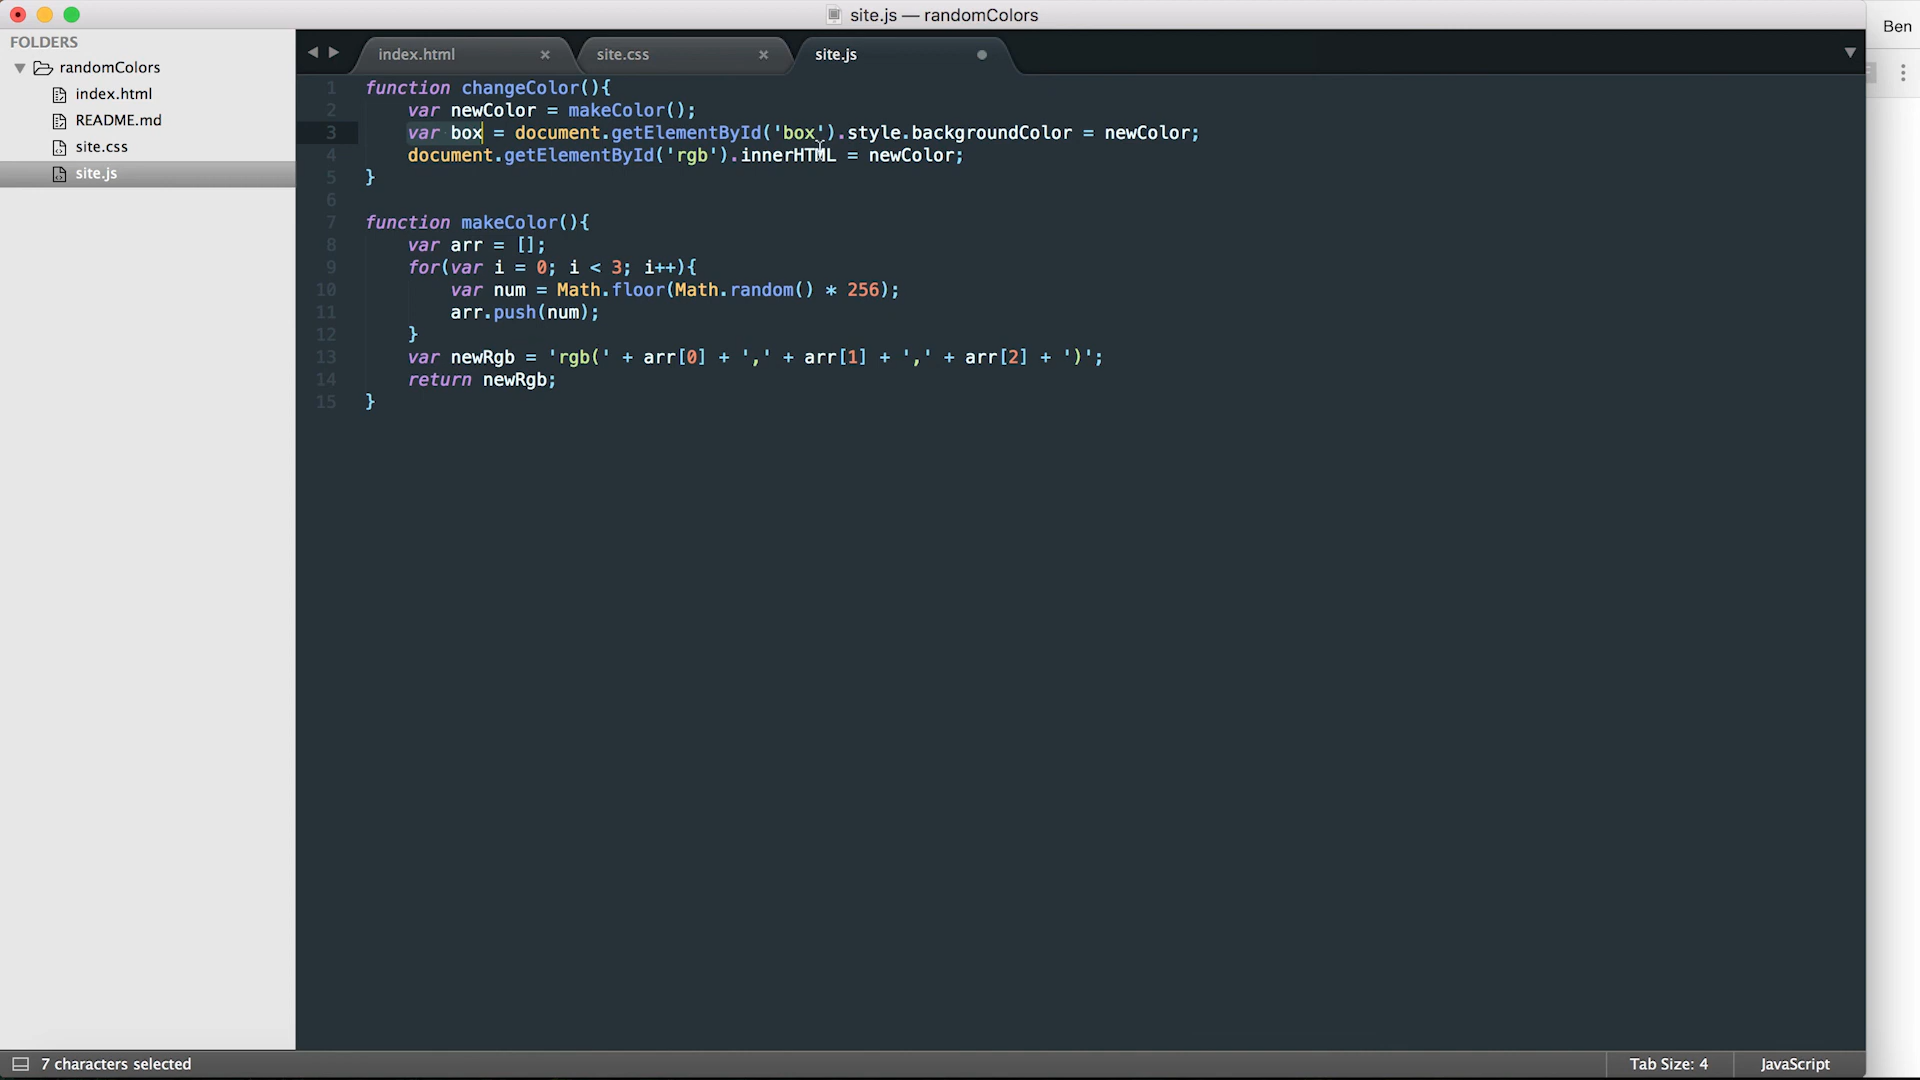 site.js — randomColors
Ben
FOLDERS
randomColors
index.html
README.md
site.css
site.js
index.html
site.css
site.js
1 function changeColor(){
2 var newColor = makeColor();
3 var box = document.getElementById('box').style.backgroundColor = newColor;
4 document.getElementById('rgb').innerHTML = newColor;
5 }
6
7 function makeColor(){
8 var arr = [];
9 for(var i = 0; i < 3; i++){
10 var num = Math.floor(Math.random() * 256);
11 arr.push(num);
12 }
13 var newRgb = 'rgb(' + arr[0] + ',' + arr[1] + ',' + arr[2] + ')';
14 return newRgb;
15 }
7 characters selected
Tab Size: 4
JavaScript